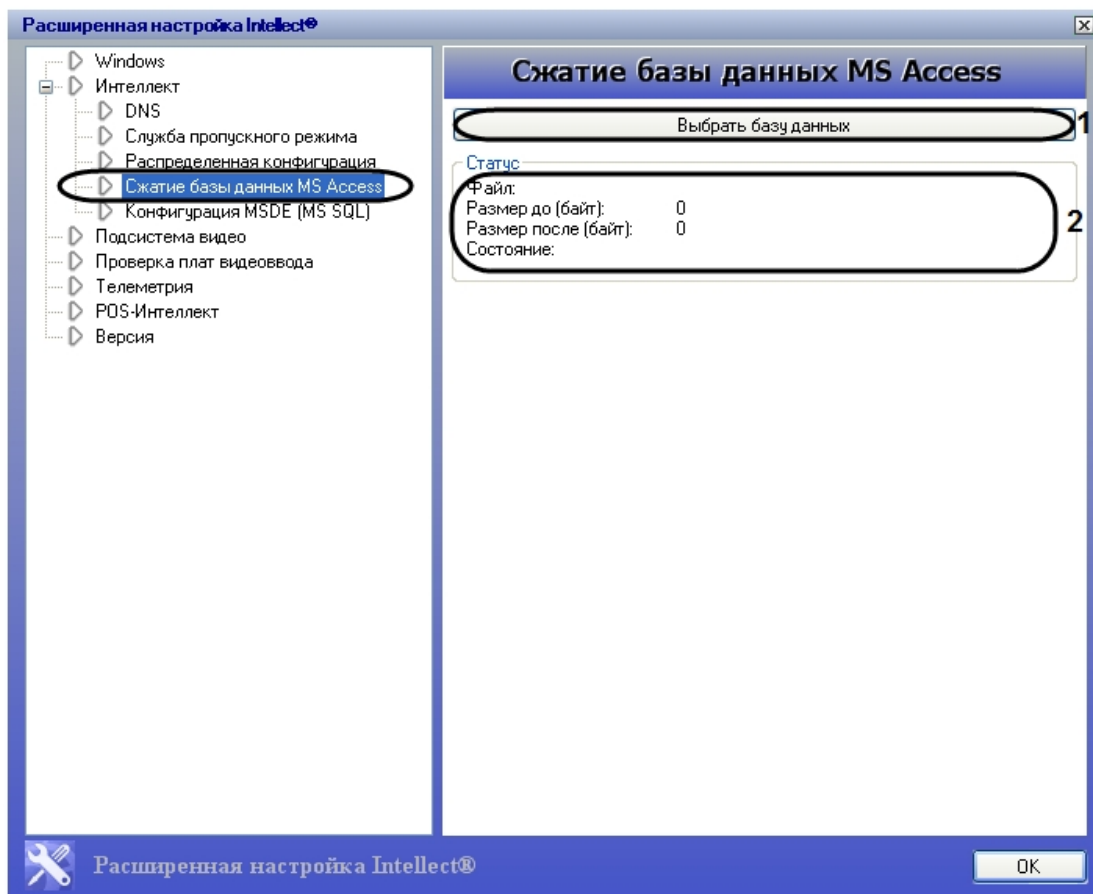 Расширенная настройка Intellect®
Windows
Интеллект
DNS
Служба пропускного режима
Распределенная конфигурация
Сжатие базы данных MS Access
Конфигурация MSDE (MS SQL)
Подсистема видео
Проверка плат видеоввода
Телеметрия
POS-Интеллект
Версия
Сжатие базы данных MS Access
Выбрать базу данных
1
Статус
Файл:
Размер до (байт): 0
Размер после (байт): 0
Состояние:
2
Расширенная настройка Intellect®
OK